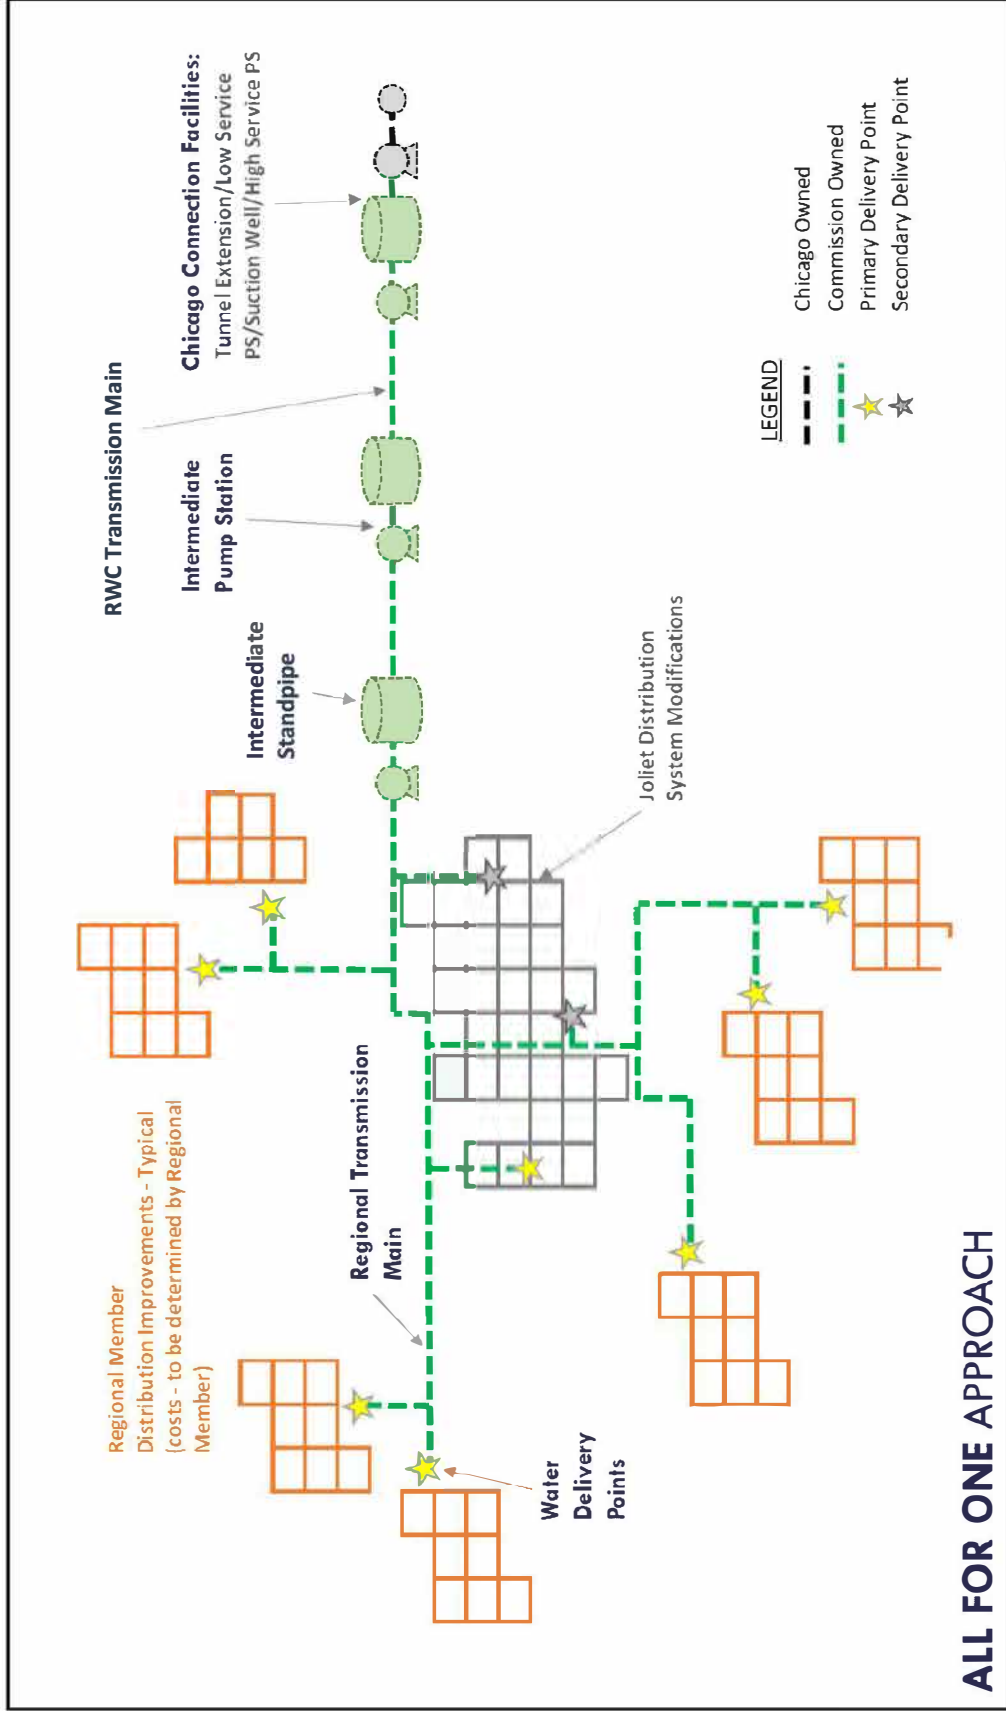 Chicago Connection Facilities:
Tunnel Extension/Low Service
PS/Suction Well/High Service PS
RWC Transmission Main
Intermediate
Pump Station
Intermediate
Standpipe
Regional Member
Distribution Improvements - Typical
(costs - to be determined by Regional
Member)
Regional Transmission
Main
Joliet Distribution
System Modifications
Water
Delivery
Points
LEGEND
Chicago Owned
Commission Owned
Primary Delivery Point
Secondary Delivery Point
ALL FOR ONE APPROACH